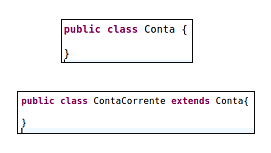 public class Conta {
}
public class ContaCorrente extends Conta{
}